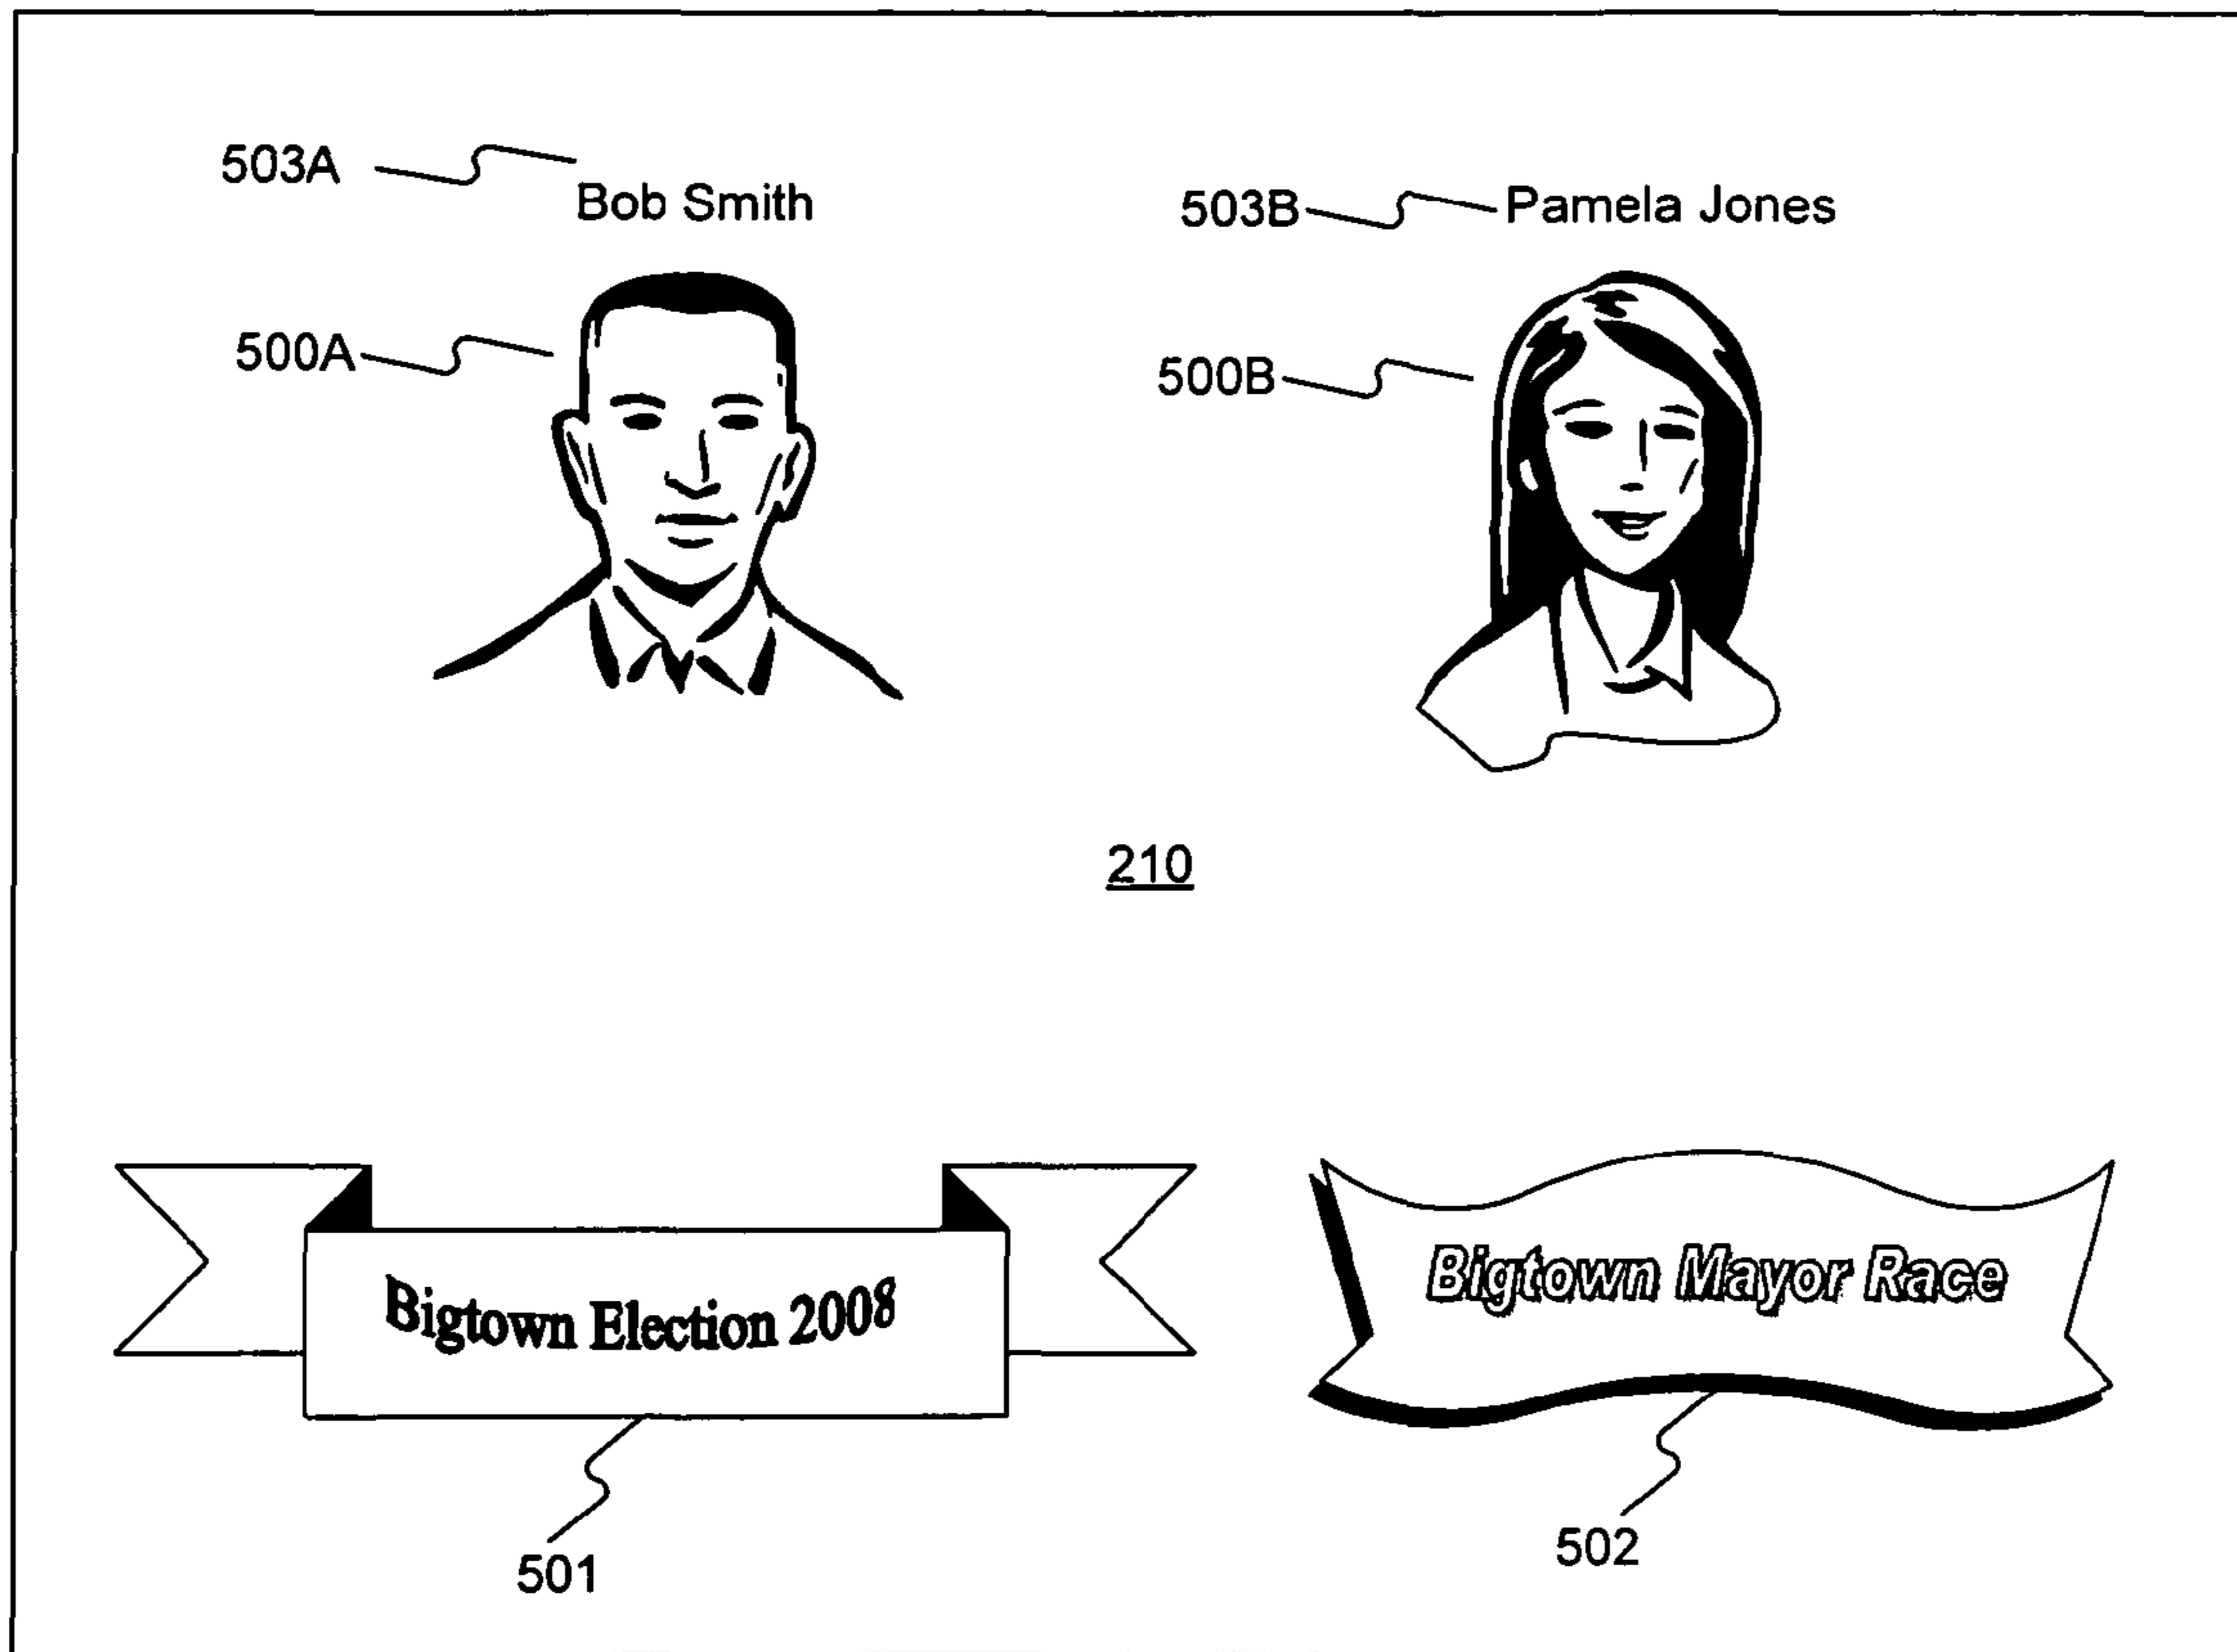 503A
Bob Smith
503B
Pamela Jones
500A
500B
210
Bigtown Election 2008
Bigtown Mayor Race
501
502